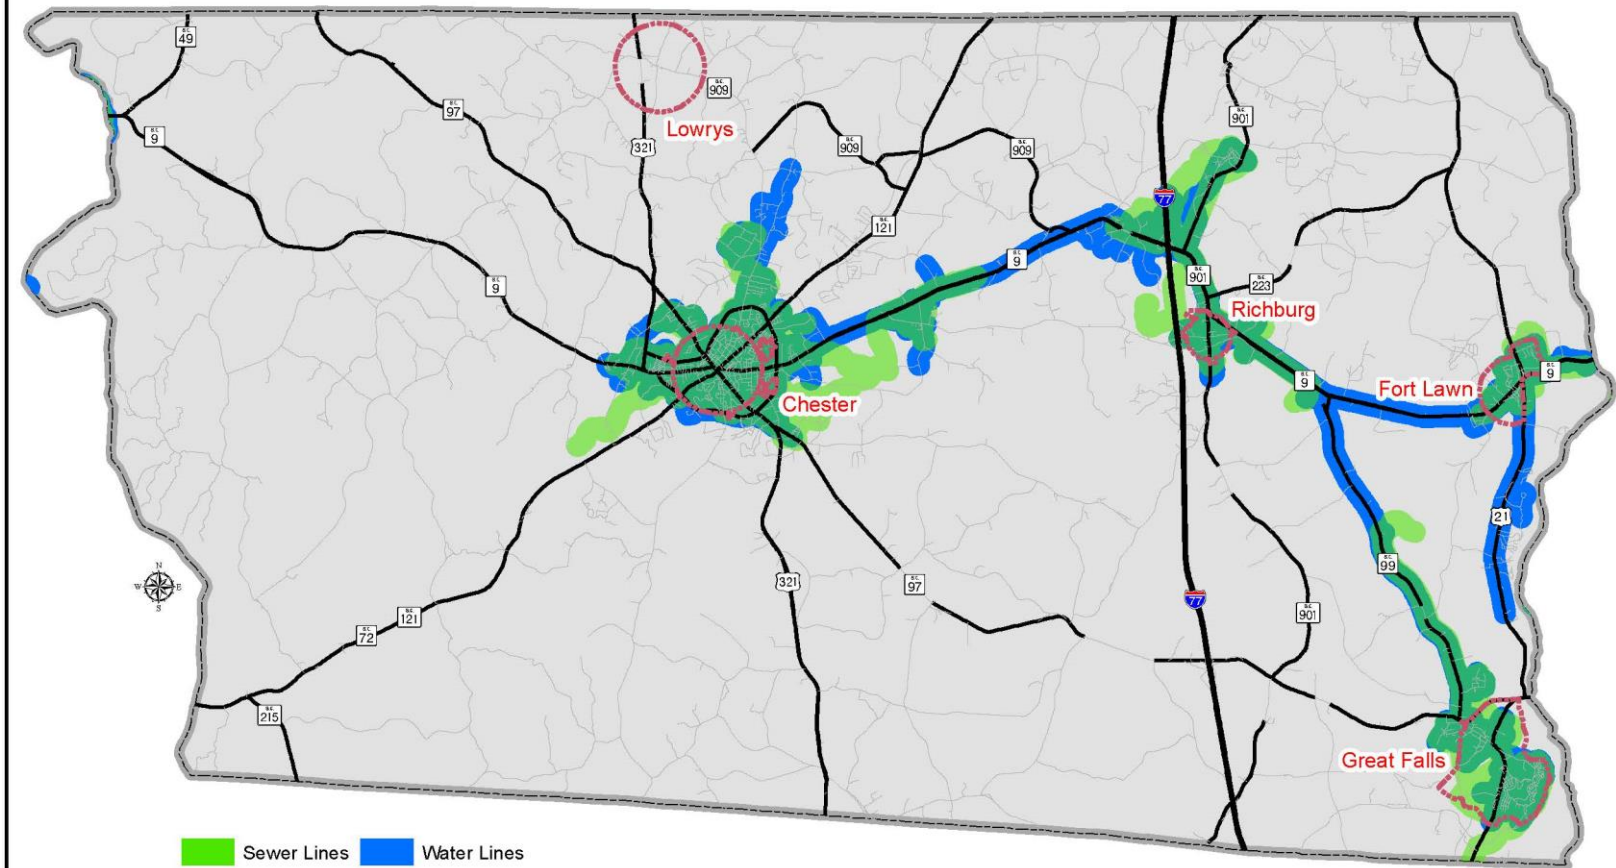 S.C.
49
S.C.
909
S.C.
97
Lowrys
S.C.
901
S.C.
9
321
S.C.
909
S.C.
909
77
S.C.
121
S.C.
9
S.C.
901
S.C.
223
S.C.
9
Richburg
Fort Lawn
S.C.
9
S.C.
9
Chester
21
S.C.
99
N
W E
S
321
S.C.
97
77
S.C.
901
S.C.
121
S.C.
72
S.C.
215
Great Falls
Sewer Lines Water Lines